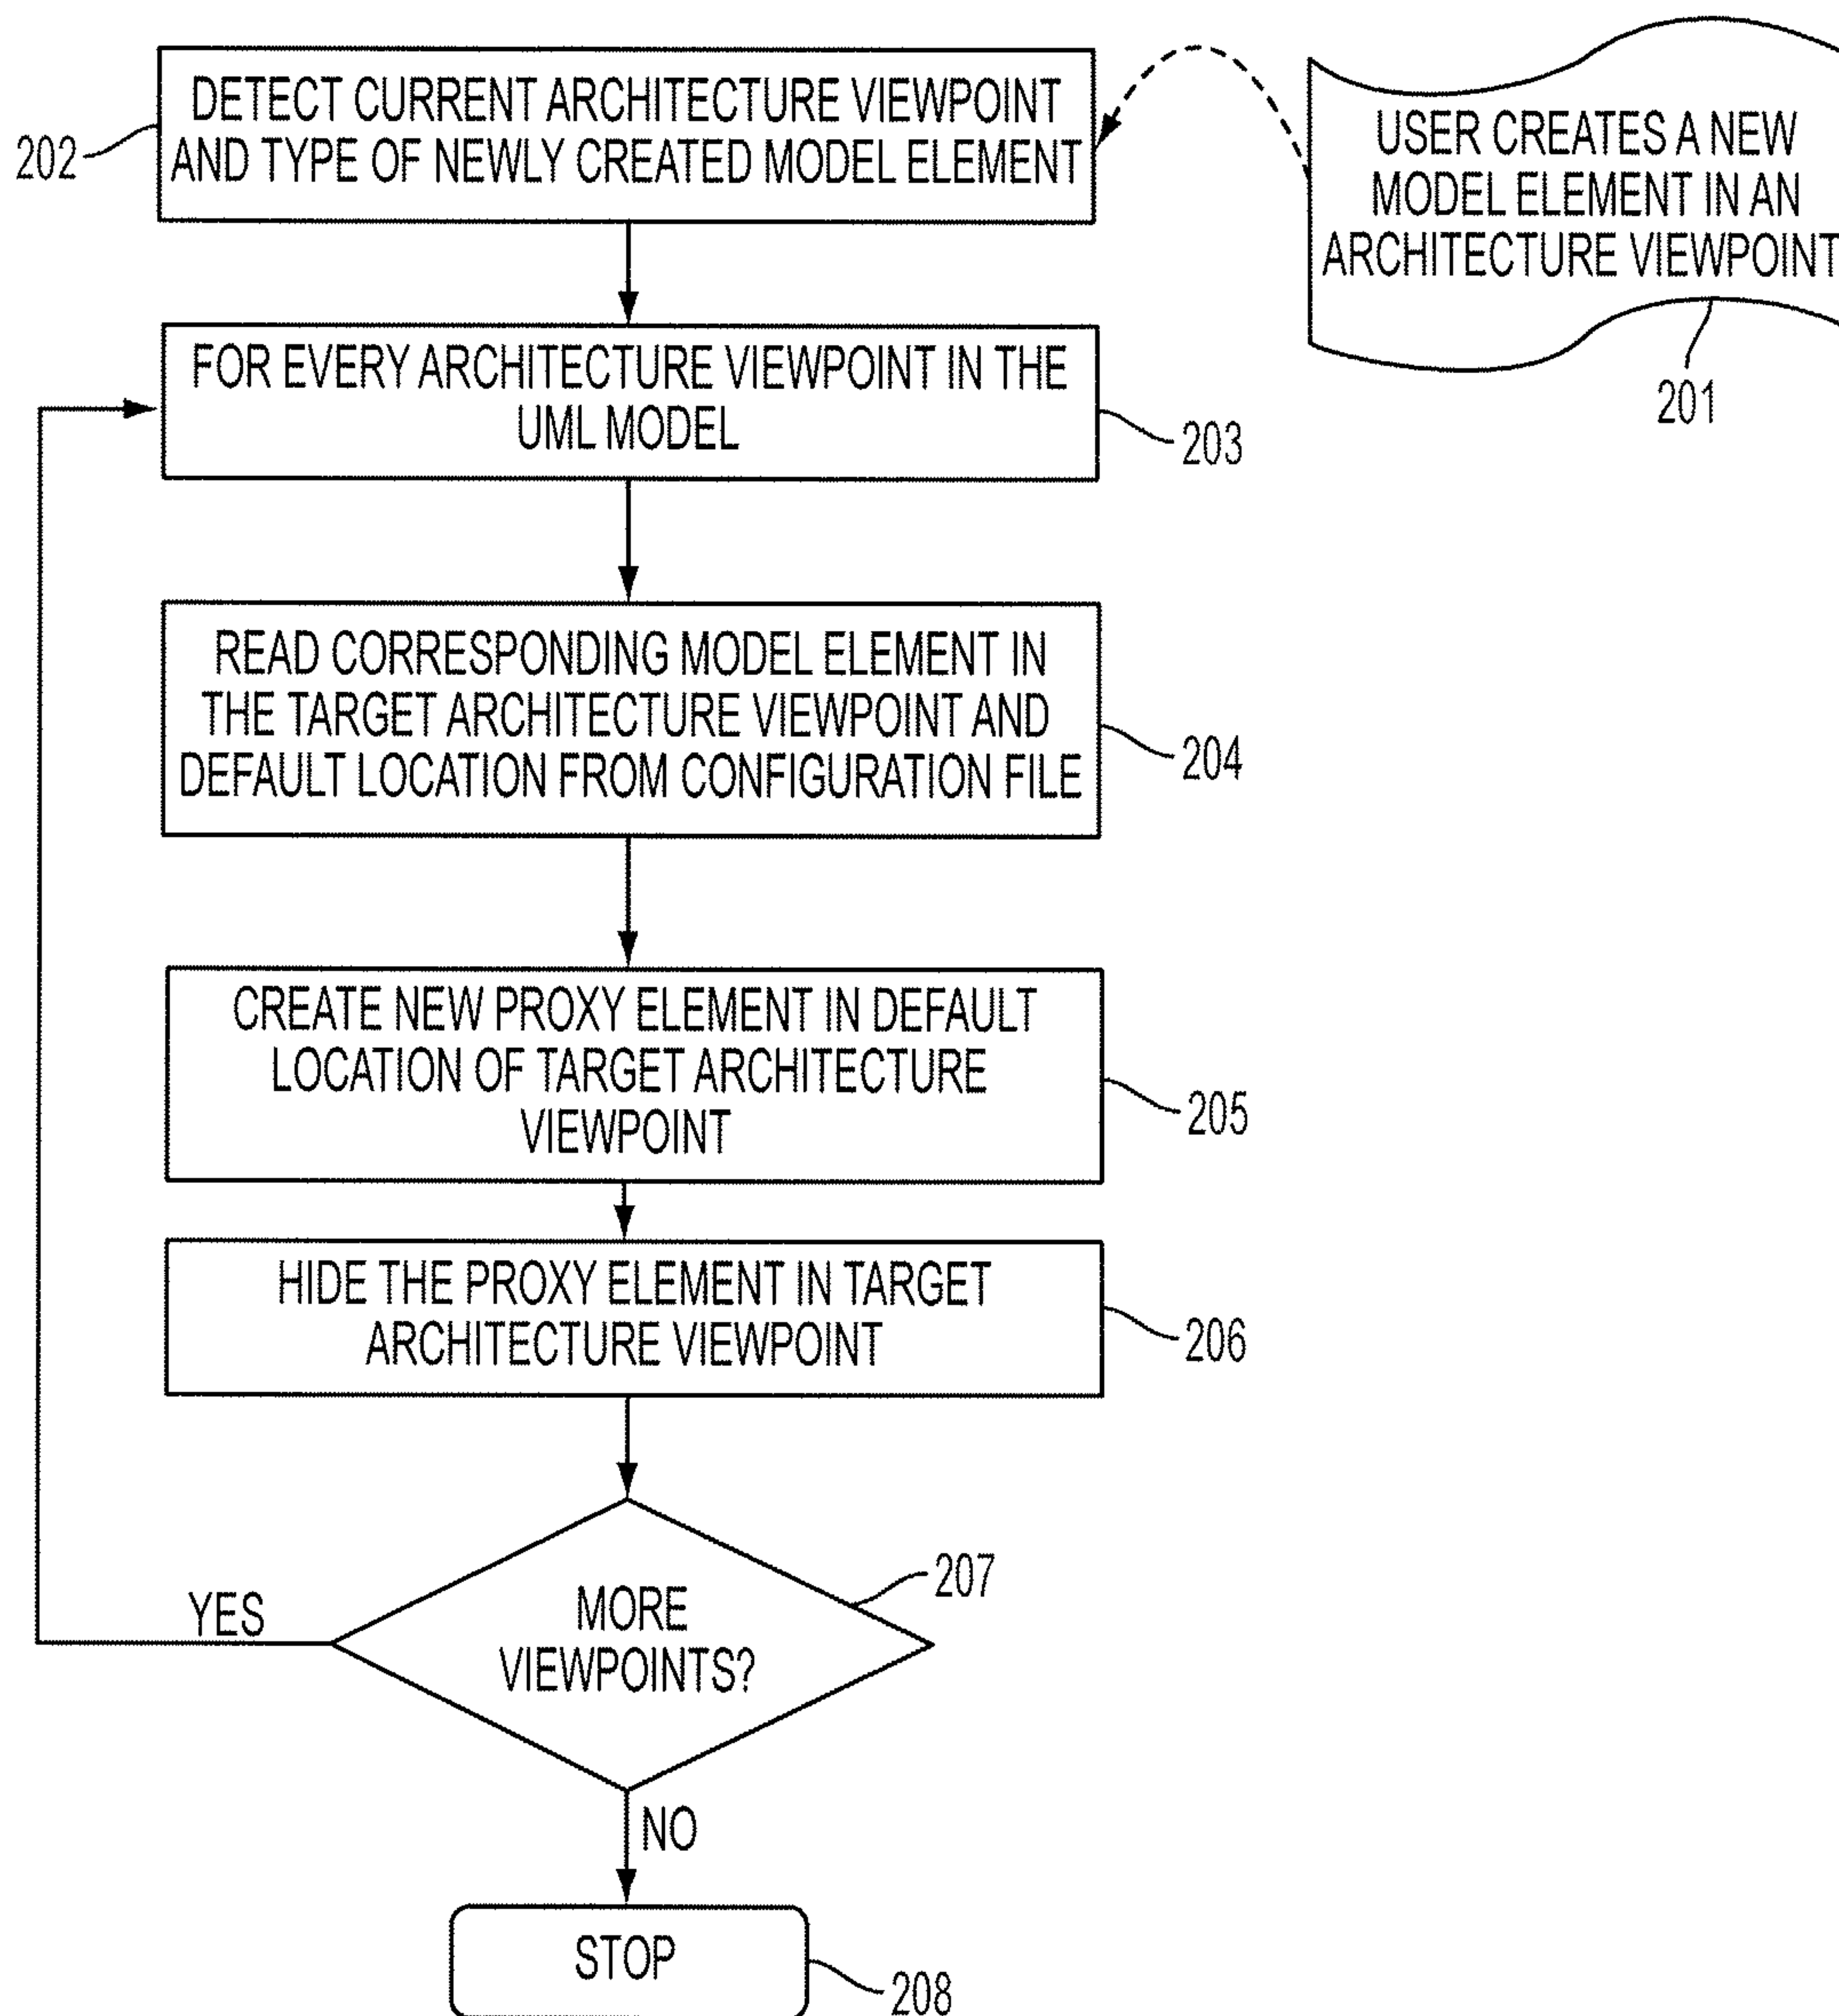 USER CREATES A NEW
MODEL ELEMENT IN AN
ARCHITECTURE VIEWPOINT
201
DETECT CURRENT ARCHITECTURE VIEWPOINT
AND TYPE OF NEWLY CREATED MODEL ELEMENT
202
FOR EVERY ARCHITECTURE VIEWPOINT IN THE
UML MODEL
203
READ CORRESPONDING MODEL ELEMENT IN
THE TARGET ARCHITECTURE VIEWPOINT AND
DEFAULT LOCATION FROM CONFIGURATION FILE
204
CREATE NEW PROXY ELEMENT IN DEFAULT
LOCATION OF TARGET ARCHITECTURE
VIEWPOINT
205
HIDE THE PROXY ELEMENT IN TARGET
ARCHITECTURE VIEWPOINT
206
MORE
VIEWPOINTS?
207
YES
NO
STOP
208